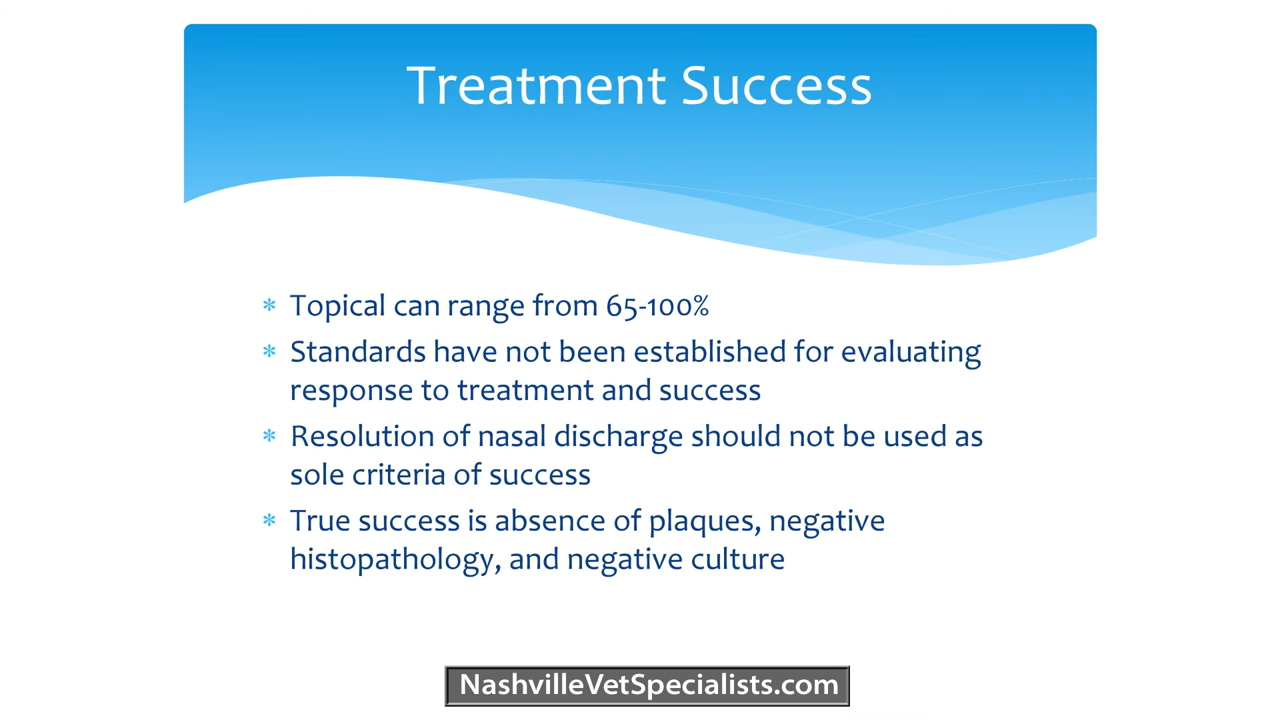 Treatment Success
* Topical can range from 65-100%
* Standards have not been established for evaluating
response to treatment and success
* Resolution of nasal discharge should not be used as
sole criteria of success
* True success is absence of plaques, negative
histopathology, and negative culture
NashvilleVetSpecialists.com